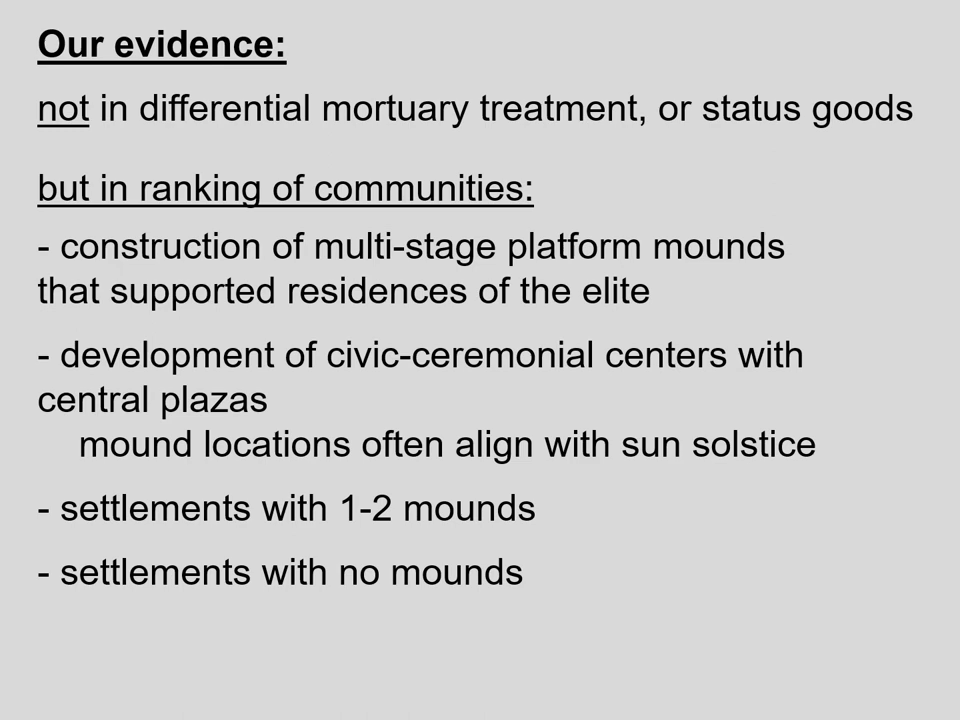 Our evidence:
not in differential mortuary treatment, or status goods
but in ranking of communities:
- construction of multi-stage platform mounds
that supported residences of the elite
- development of civic-ceremonial centers with
central plazas
mound locations often align with sun solstice
- settlements with 1-2 mounds
- settlements with no mounds